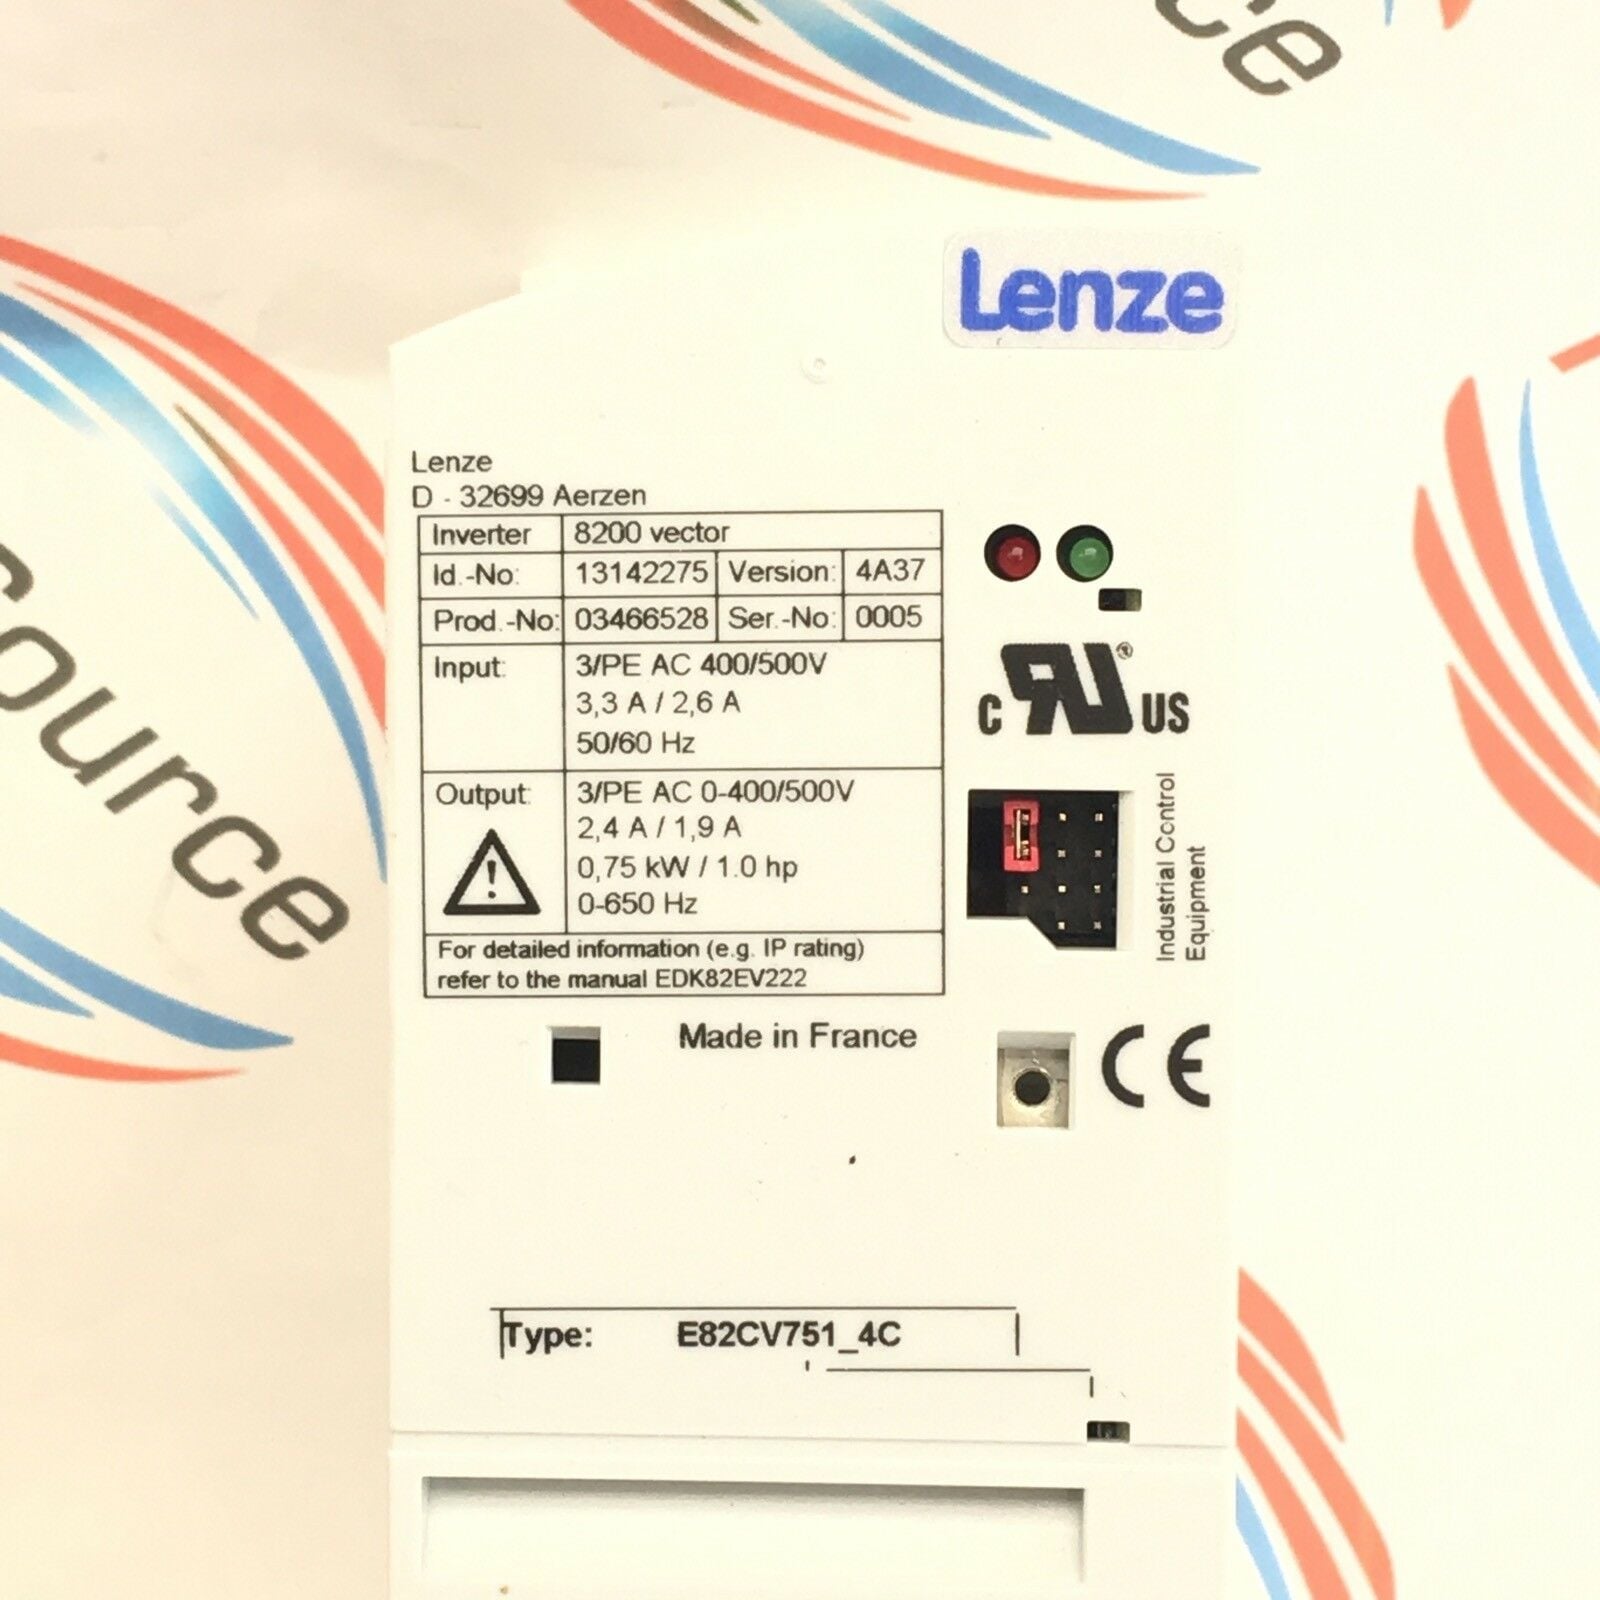 ce
Lenze
Lenze
D - 32699 Aerzen
Inverter 8200 vector
Id.-No: 13142275 Version: 4A37
Prod.-No: 03466528 Ser.-No: 0005
Input: 3/PE AC 400/500V
3,3 A / 2,6 A
50/60 Hz
Output: 3/PE AC 0-400/500V
2,4 A / 1,9 A
0,75 kW / 1.0 hp
0-650 Hz
For detailed information (e.g. IP rating)
refer to the manual EDK82EV222
Made in France
c RU ® US
Industrial Control
Equipment
CE
Type: E82CV751_4C
Source